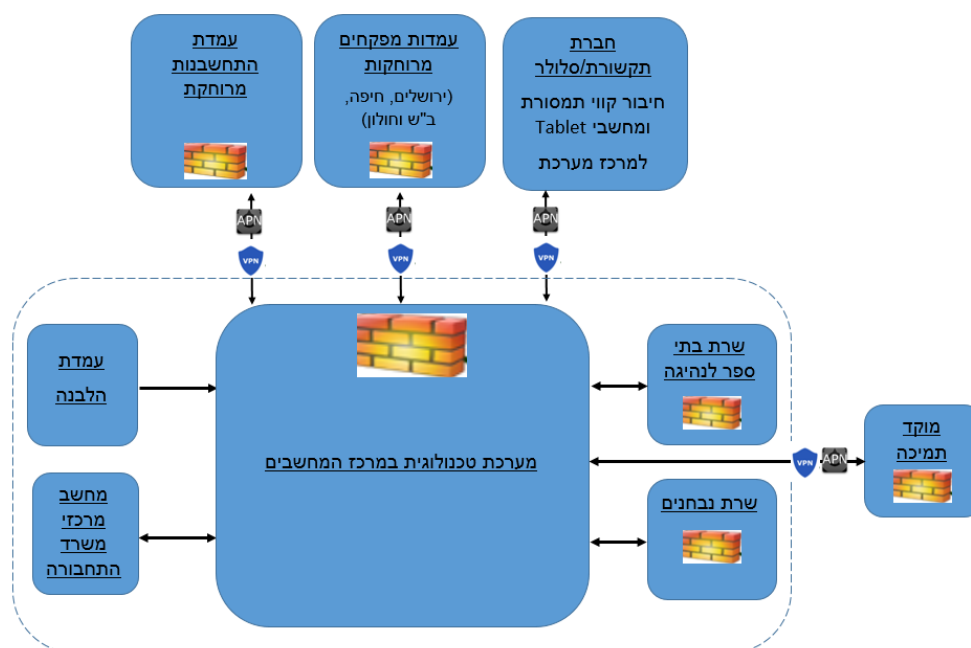 עמדת
התחשבנות
מרוחקת
עמדות מפקחים
מרוחקות
(ירושלים, חיפה,
ב"ש וחולון)
חברת
תקשורת/סלולר
חיבור קווי תמסורת
ומחשבי Tablet
למרכז מערכת
APN
APN
APN
VPN
VPN
VPN
עמדת
הלבנה
שרת בתי
ספר לנהיגה
מערכת טכנולוגית במרכז המחשבים
VPN
APN
מוקד
תמיכה
מחשב
מרכזי
משרד
התחבורה
שרת נבחנים